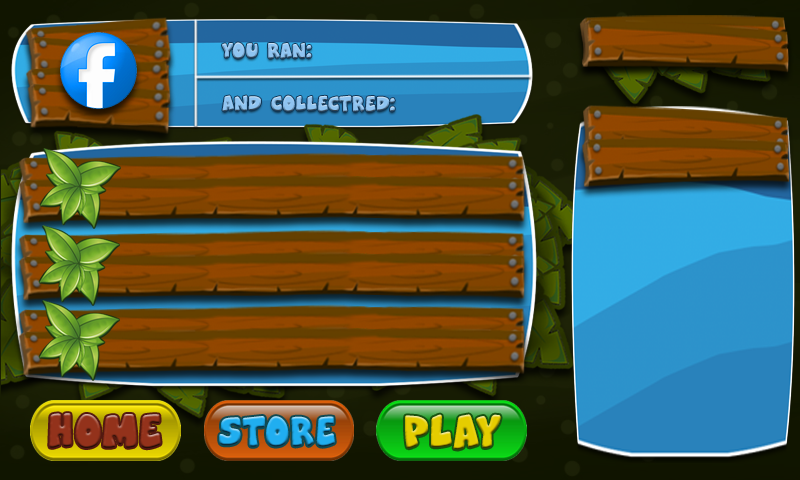 f
YOU RAN:
AND COLLECTRED:
HOME
STORE
PLAY